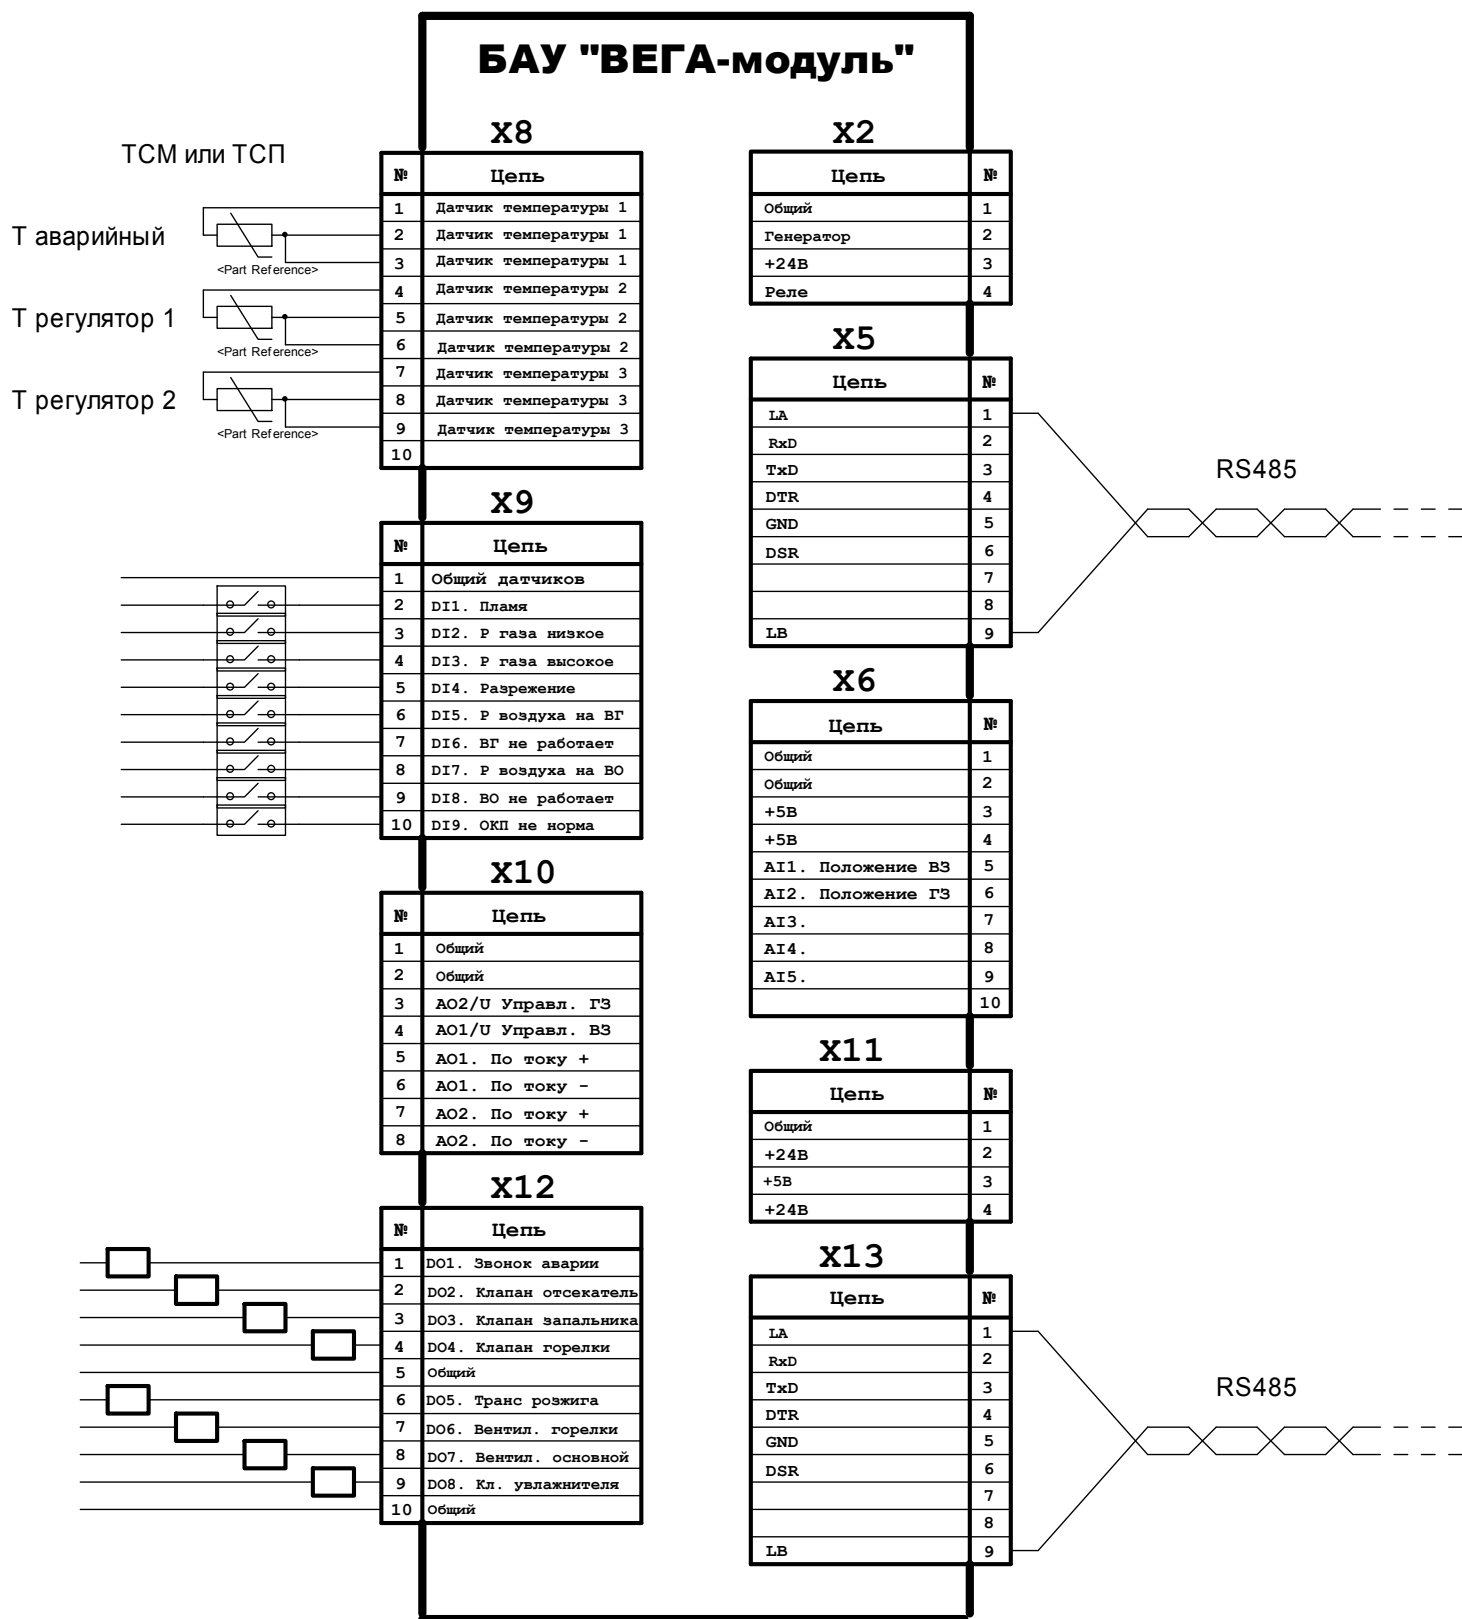 БАУ "ВЕГА-модуль"
ТСМ или ТСП
X8
№ Цепь
Т аварийный
1 Датчик температуры 1
2 Датчик температуры 1
3 Датчик температуры 1
<Part Reference>
Т регулятор 1
4 Датчик температуры 2
5 Датчик температуры 2
6 Датчик температуры 2
<Part Reference>
Т регулятор 2
7 Датчик температуры 3
8 Датчик температуры 3
9 Датчик температуры 3
<Part Reference>
10
X9
№ Цепь
1 Общий датчиков
2 DI1. Пламя
3 DI2. Р газа низкое
4 DI3. Р газа высокое
5 DI4. Разрежение
6 DI5. Р воздуха на ВГ
7 DI6. ВГ не работает
8 DI7. Р воздуха на ВО
9 DI8. ВО не работает
10 DI9. ОКП не норма
X10
№ Цепь
1 Общий
2 Общий
3 AO2/U Управл. ГЗ
4 AO1/U Управл. ВЗ
5 AO1. По току +
6 AO1. По току -
7 AO2. По току +
8 AO2. По току -
X12
№ Цепь
1 DO1. Звонок аварии
2 DO2. Клапан отсекатель
3 DO3. Клапан запальника
4 DO4. Клапан горелки
5 Общий
6 DO5. Транс розжига
7 DO6. Вентил. горелки
8 DO7. Вентил. основной
9 DO8. Кл. увлажнителя
10 Общий
X2
Цепь №
Общий 1
Генератор 2
+24В 3
Реле 4
X5
Цепь №
LA 1
RxD 2
TxD 3
DTR 4
GND 5
DSR 6
7
8
LB 9
RS485
X6
Цепь №
Общий 1
Общий 2
+5В 3
+5В 4
AI1. Положение ВЗ 5
AI2. Положение ГЗ 6
AI3. 7
AI4. 8
AI5. 9
10
X11
Цепь №
Общий 1
+24В 2
+5В 3
+24В 4
X13
Цепь №
LA 1
RxD 2
TxD 3
DTR 4
GND 5
DSR 6
7
8
LB 9
RS485